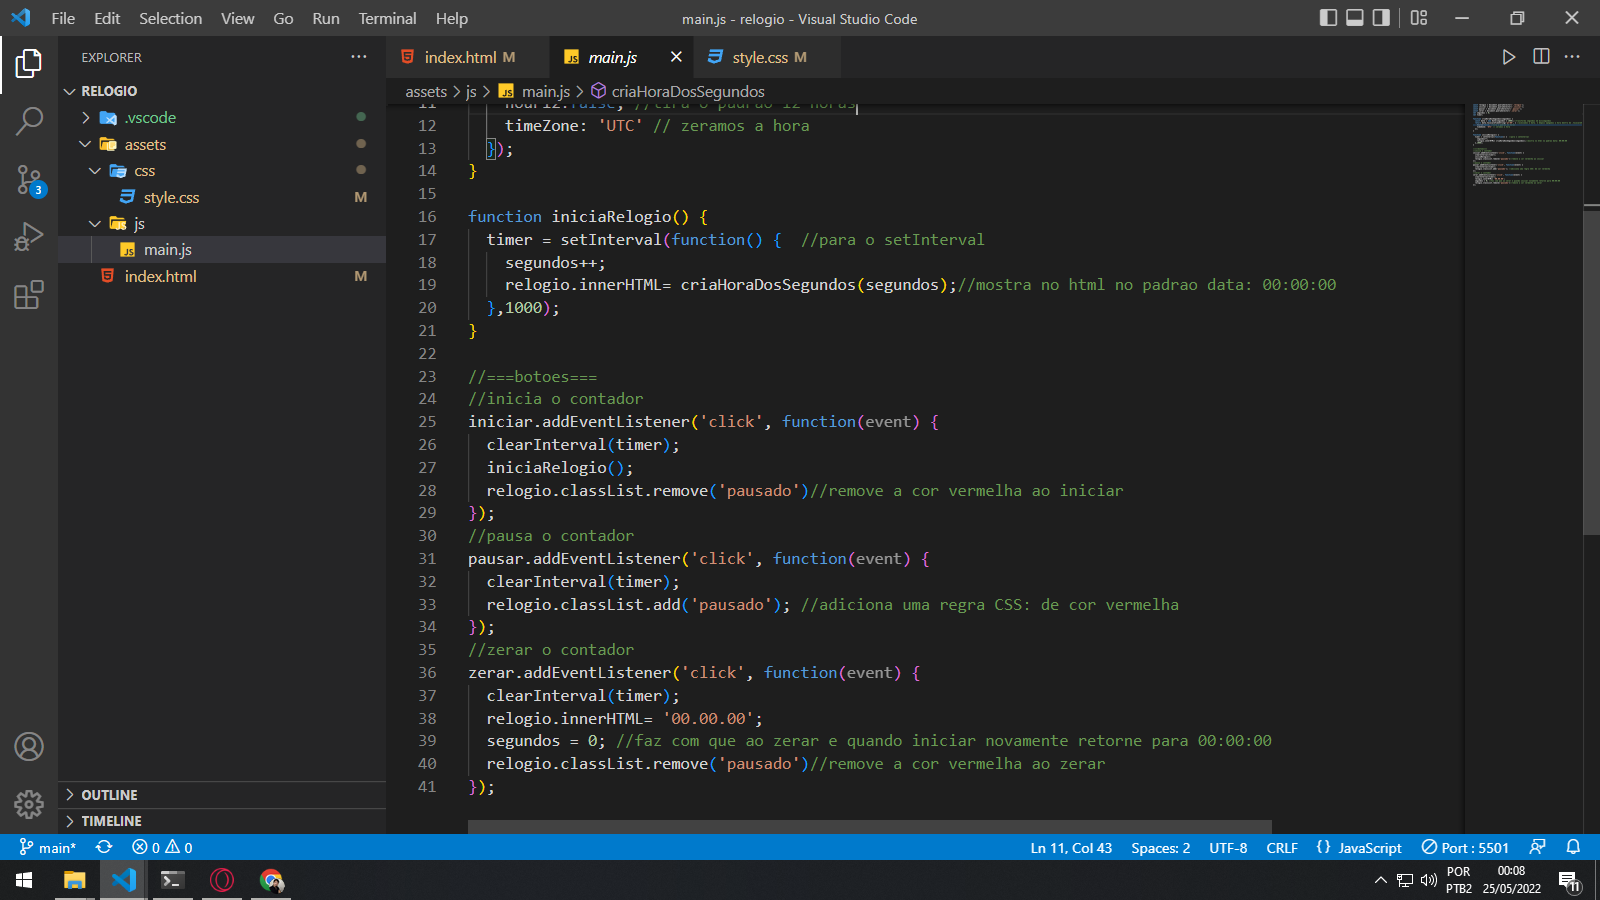 File Edit Selection View Go Run Terminal Help
main.js - relogio - Visual Studio Code
EXPLORER
RELOGIO
.vscode
assets
css
style.css M
js
main.js
index.html M
OUTLINE
TIMELINE
3
index.html M
main.js
style.css M
assets > js > main.js > criaHoraDosSegundos
11 hour12:false, //tira o padrao 12 horas
12 timeZone: 'UTC' // zeramos a hora
13 });
14 }
15
16 function iniciaRelogio() {
17 timer = setInterval(function() { //para o setInterval
18 segundos++;
19 relogio.innerHTML= criaHoraDosSegundos(segundos);//mostra no html no padrao data: 00:00:00
20 },1000);
21 }
22
23 //===botoes===
24 //inicia o contador
25 iniciar.addEventListener('click', function(event) {
26 clearInterval(timer);
27 iniciaRelogio();
28 relogio.classList.remove('pausado')//remove a cor vermelha ao iniciar
29 });
30 //pausa o contador
31 pausar.addEventListener('click', function(event) {
32 clearInterval(timer);
33 relogio.classList.add('pausado'); //adiciona uma regra CSS: de cor vermelha
34 });
35 //zerar o contador
36 zerar.addEventListener('click', function(event) {
37 clearInterval(timer);
38 relogio.innerHTML= '00.00.00';
39 segundos = 0; //faz com que ao zerar e quando iniciar novamente retorne para 00:00:00
40 relogio.classList.remove('pausado')//remove a cor vermelha ao zerar
41 });
main* 0 0
Ln 11, Col 43 Spaces: 2 UTF-8 CRLF {} JavaScript Port : 5501
POR
PTB2
00:08
25/05/2022
11